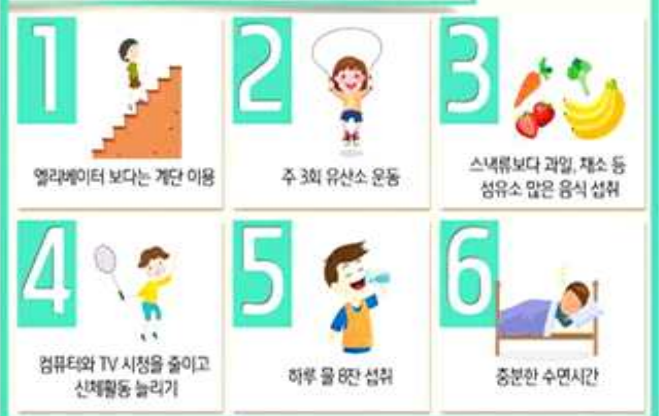 1
엘리베이터 보다는 계단 이용
2
주 3회 유산소 운동
3
스낵류보다 과일, 채소 등
섬유소 많은 음식 섭취
4
컴퓨터와 TV 시청을 줄이고
신체활동 늘리기
5
하루 물 8잔 섭취
6
충분한 수면시간